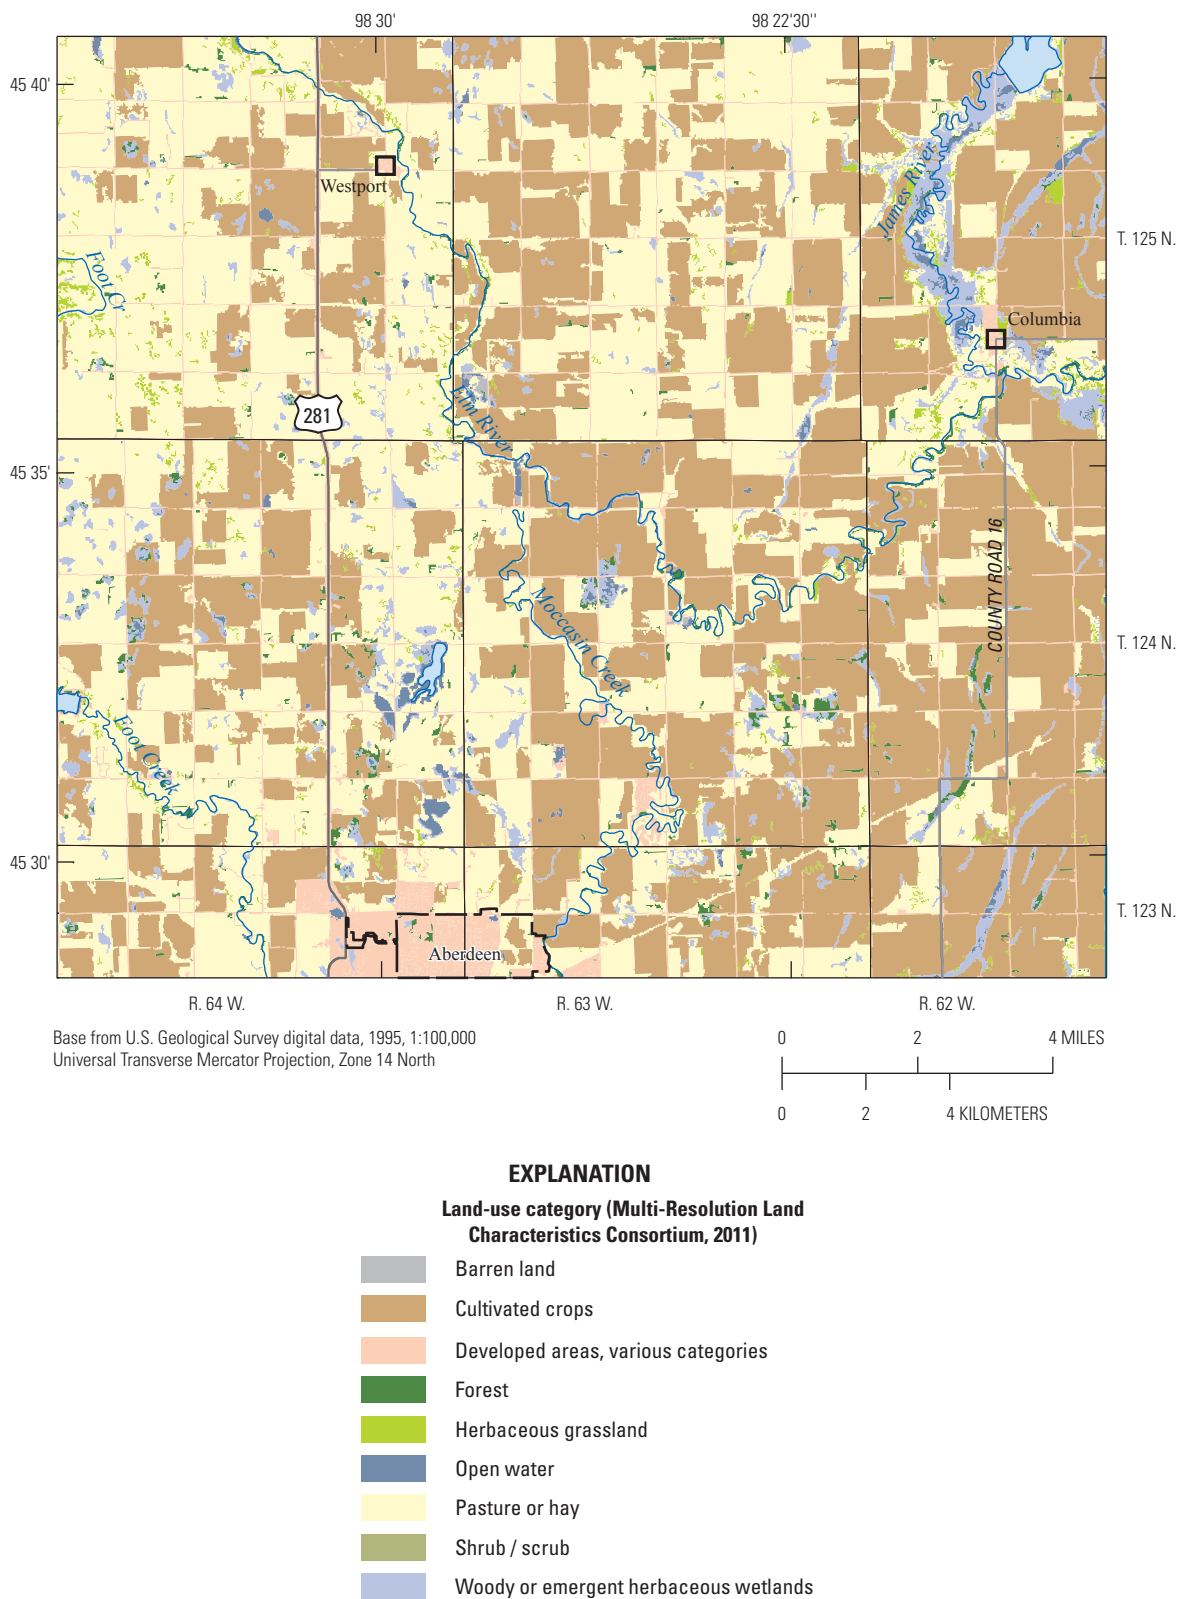 98 30'
98 22'30''
45 40'
James River
Westport
T. 125 N.
Foot Cr
Columbia
Elm River
281
45 35'
COUNTY ROAD 16
Moccasin Creek
T. 124 N.
Foot Creek
45 30'
T. 123 N.
Aberdeen
R. 64 W.
R. 63 W.
R. 62 W.
Base from U.S. Geological Survey digital data, 1995, 1:100,000
Universal Transverse Mercator Projection, Zone 14 North
0 2 4 MILES
0 2 4 KILOMETERS
EXPLANATION
Land-use category (Multi-Resolution Land
Characteristics Consortium, 2011)
Barren land
Cultivated crops
Developed areas, various categories
Forest
Herbaceous grassland
Open water
Pasture or hay
Shrub / scrub
Woody or emergent herbaceous wetlands